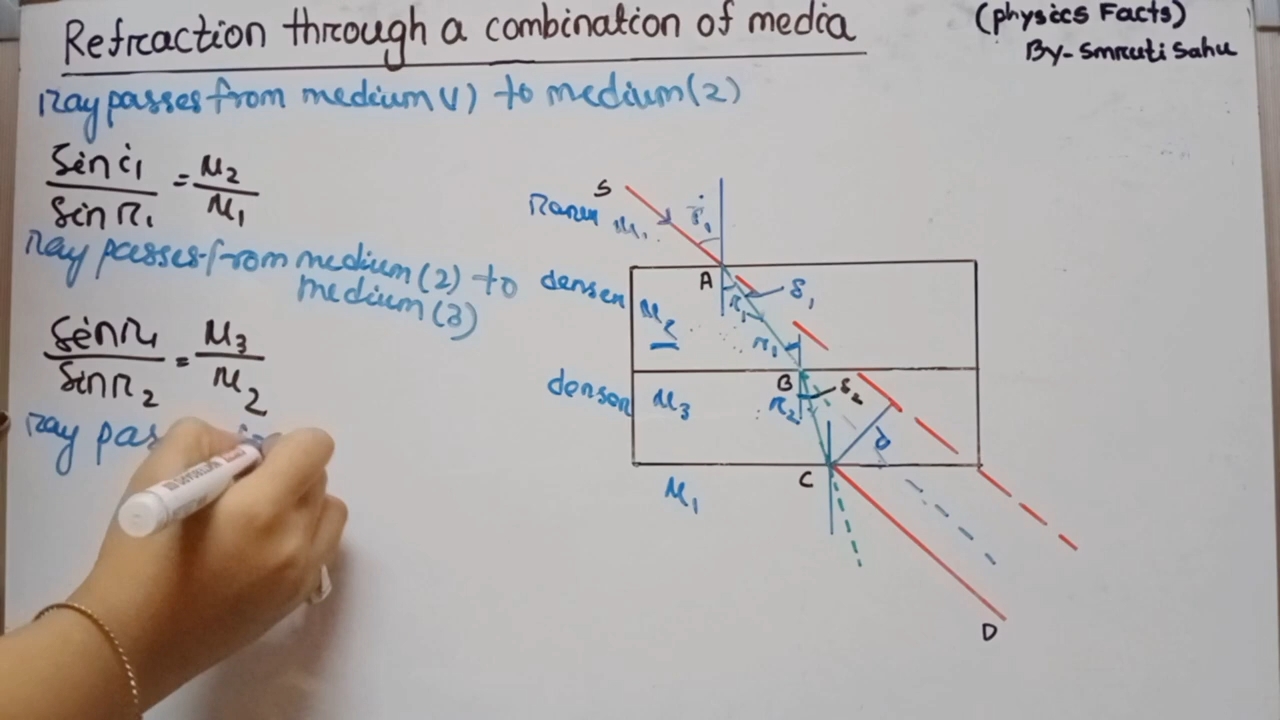 Refraction through a combination of media
(physics Facts)
By- Smruti Sahu
Ray passes from medium (1) to medium (2)
Sin i₁ / Sin r₁ = μ₂ / μ₁
Ray passes from medium (2) to
medium (3)
Sin r₁ / Sin r₂ = μ₃ / μ₂
Ray pas
S
Rarer μ₁
i₁
A
δ₁
r₁
denser μ₂
r₁
B
δ₂
r₂
denser μ₃
d
C
μ₁
D